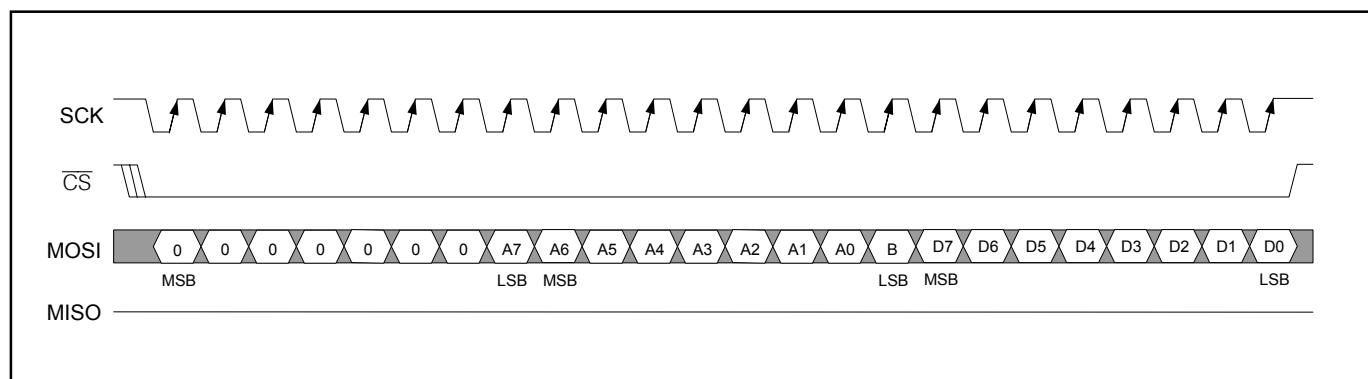 SCK
C̅S̅
MOSI 0 0 0 0 0 0 0 A7 A6 A5 A4 A3 A2 A1 A0 B D7 D6 D5 D4 D3 D2 D1 D0
MSB LSB MSB LSB MSB LSB
MISO